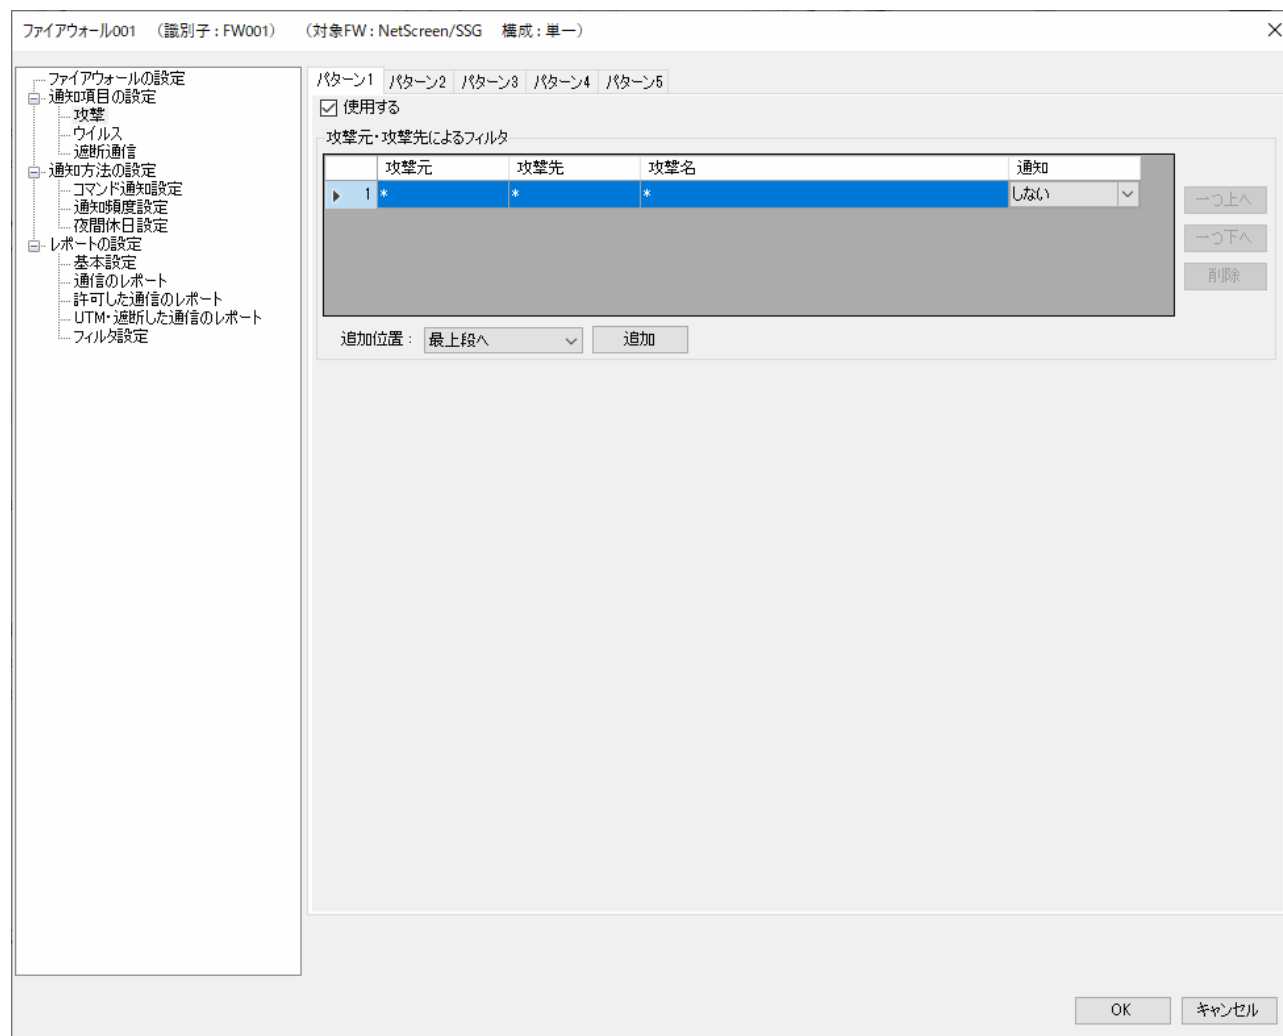 ファイアウォール001　（識別子：FW001）　（対象FW：NetScreen/SSG　構成：単一）
ファイアウォールの設定
通知項目の設定
攻撃
ウイルス
遮断通信
通知方法の設定
コマンド通知設定
通知頻度設定
夜間休日設定
レポートの設定
基本設定
通信のレポート
許可した通信のレポート
UTM・遮断した通信のレポート
フィルタ設定
パターン1 パターン2 パターン3 パターン4 パターン5
使用する
攻撃元・攻撃先によるフィルタ
攻撃元 攻撃先 攻撃名 通知
1 * * * しない
一つ上へ
一つ下へ
削除
追加位置： 最上段へ 追加
OK キャンセル